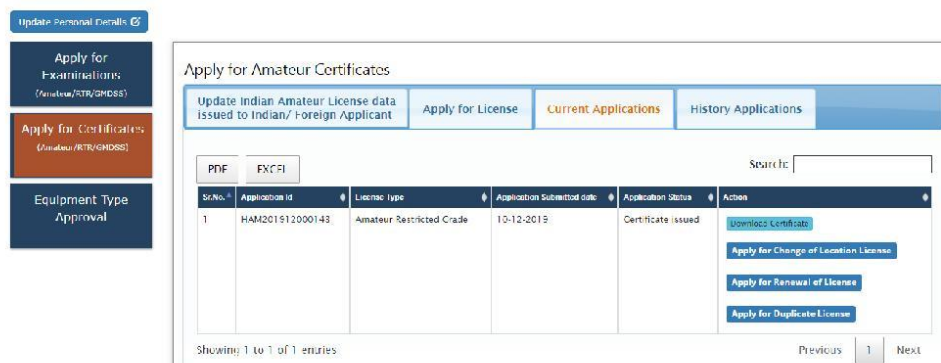 Update Personal Details
Apply for
Examinations
(Amateur/RTR/GMDSS)
Apply for Certificates
(Amateur/RTR/GMDSS)
Equipment Type
Approval
Apply for Amateur Certificates
Update Indian Amateur License data
issued to Indian/ Foreign Applicant
Apply for License
Current Applications
History Applications
PDF
EXCEL
Search:
Sr.No.
Application Id
License Type
Application Submitted date
Application Status
Action
1
HAM201912000143
Amateur Restricted Grade
10-12-2019
Certificate Issued
Download Certificate
Apply for Change of Location License
Apply for Renewal of License
Apply for Duplicate License
Showing 1 to 1 of 1 entries
Previous
1
Next